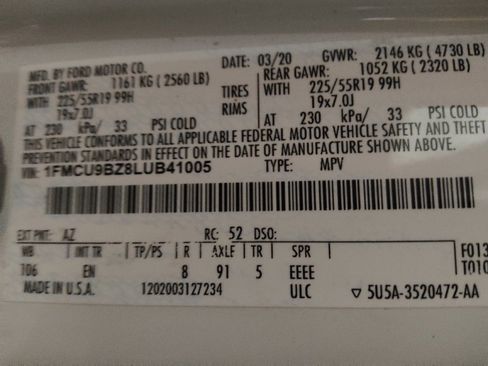 MFD. BY FORD MOTOR CO.
DATE: 03/20 GVWR: 2146 KG ( 4730 LB)
FRONT GAWR: 1161 KG ( 2560 LB) REAR GAWR: 1052 KG ( 2320 LB)
WITH 225/55R19 99H TIRES WITH 225/55R19 99H
19x7.0J RIMS 19x7.0J
AT 230 kPa/ 33 PSI COLD AT 230 kPa/ 33 PSI COLD
THIS VEHICLE CONFORMS TO ALL APPLICABLE FEDERAL MOTOR VEHICLE SAFETY AND THEFT
PREVENTION STANDARDS IN EFFECT ON THE DATE OF MANUFACTURE SHOWN ABOVE.
VIN: 1FMCU9BZ8LUB41005 TYPE: MPV
EXT PNT: AZ RC: 52 DSO:
WB INT TR TP/PS R AXLE TR SPR F013
106 EN 8 91 5 EEEE T010
MADE IN U.S.A. 1202003127234 ULC ▽ 5U5A-3520472-AA